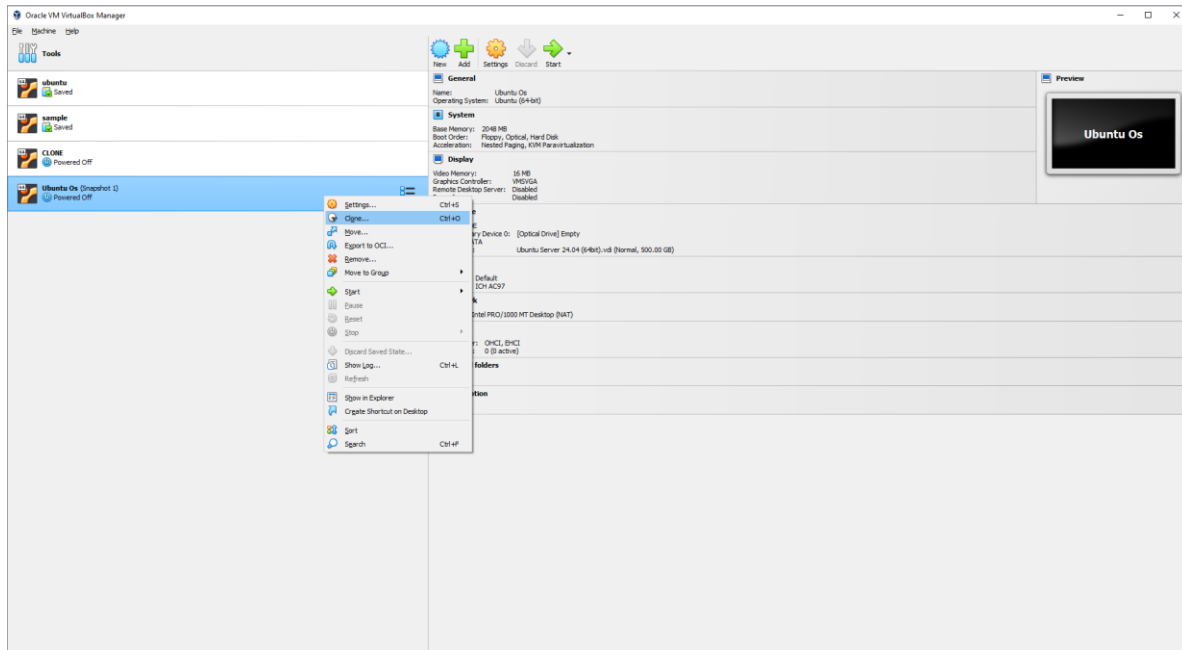 Oracle VM VirtualBox Manager
File Machine Help
Tools
ubuntu
Saved
sample
Saved
CLONE
Powered Off
Ubuntu Os (Snapshot 1)
Powered Off
Settings... Ctrl+S
Clone... Ctrl+O
Move...
Export to OCI...
Remove...
Move to Group
Start
Pause
Reset
Stop
Discard Saved State...
Show Log... Ctrl+L
Refresh
Show in Explorer
Create Shortcut on Desktop
Sort
Search Ctrl+F
New Add Settings Discard Start
General
Name: Ubuntu Os
Operating System: Ubuntu (64-bit)
System
Base Memory: 2048 MB
Boot Order: Floppy, Optical, Hard Disk
Acceleration: Nested Paging, KVM Paravirtualization
Display
Video Memory: 16 MB
Graphics Controller: VMSVGA
Remote Desktop Server: Disabled
Disabled
ry Device 0: [Optical Drive] Empty
ATA
Ubuntu Server 24.04 (64bit).vdi (Normal, 500.00 GB)
Default
ICH AC97
k
Intel PRO/1000 MT Desktop (NAT)
r: OHCI, EHCI
: 0 (0 active)
folders
tion
Preview
Ubuntu Os